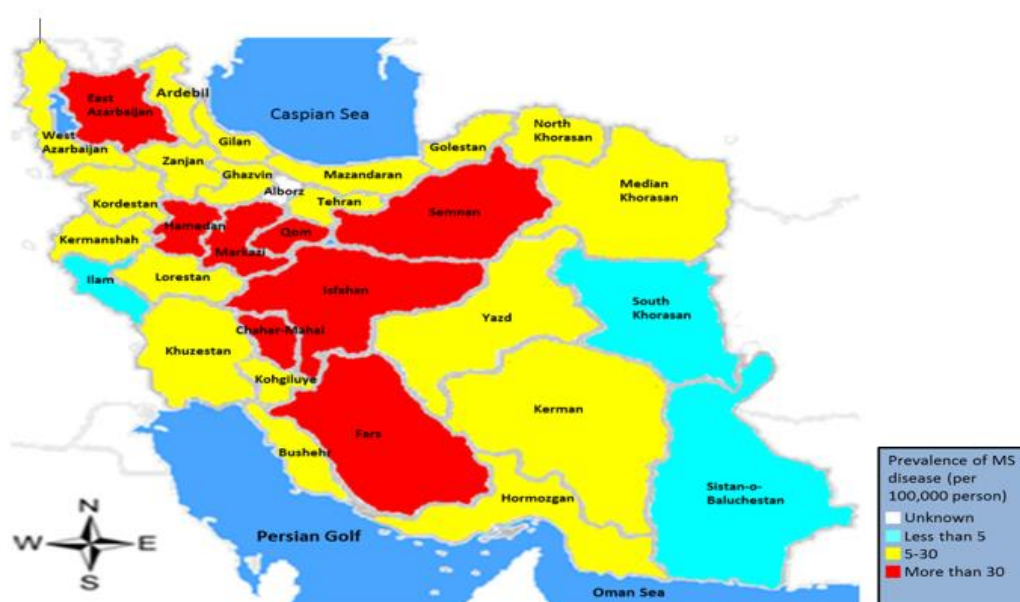 East
Azarbaijan
Ardebil
Caspian Sea
West
Azarbaijan
Gilan
Zanjan
Golestan
North
Khorasan
Ghazvin
Mazandaran
Alborz
Tehran
Median
Khorasan
Kordestan
Semnan
Hamedan
Qom
Kermanshah
Markazi
Ilam
Lorestan
Isfahan
South
Khorasan
Yazd
Chaher-Mahal
Khuzestan
Kohgiluye
Kerman
Fars
Bushehr
Sistan-o-
Baluchestan
Hormozgan
N
W E
S
Persian Golf
Oman Sea
Prevalence of MS
disease (per
100,000 person)
Unknown
Less than 5
5-30
More than 30